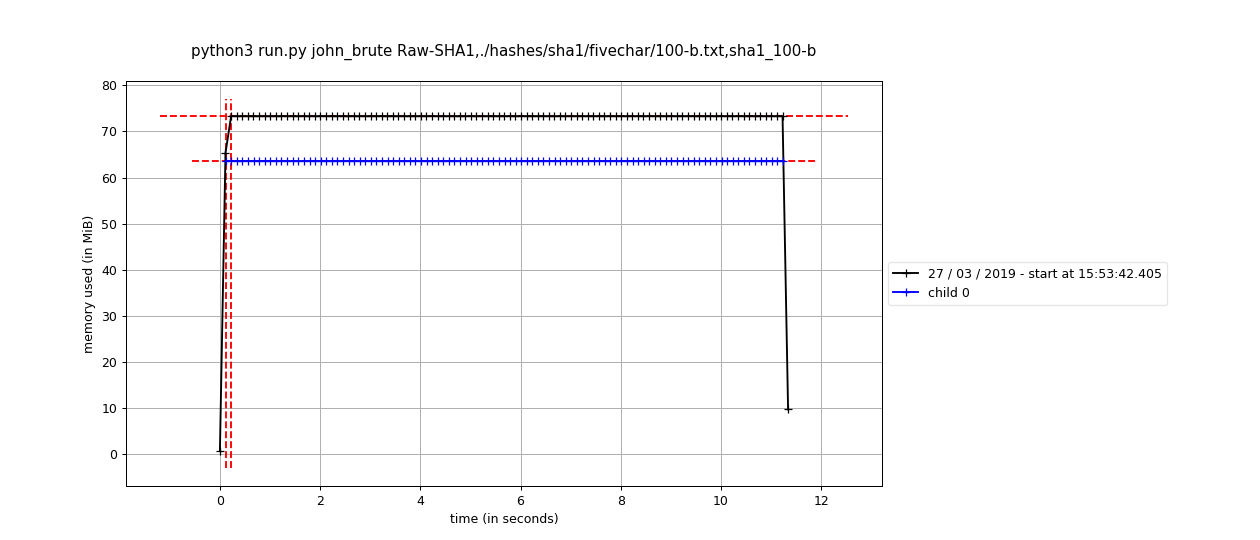 python3 run.py john_brute Raw-SHA1,./hashes/sha1/fivechar/100-b.txt,sha1_100-b
80
70
60
50
40
30
20
10
0
memory used (in MiB)
0 2 4 6 8 10 12
time (in seconds)
27 / 03 / 2019 - start at 15:53:42.405
child 0